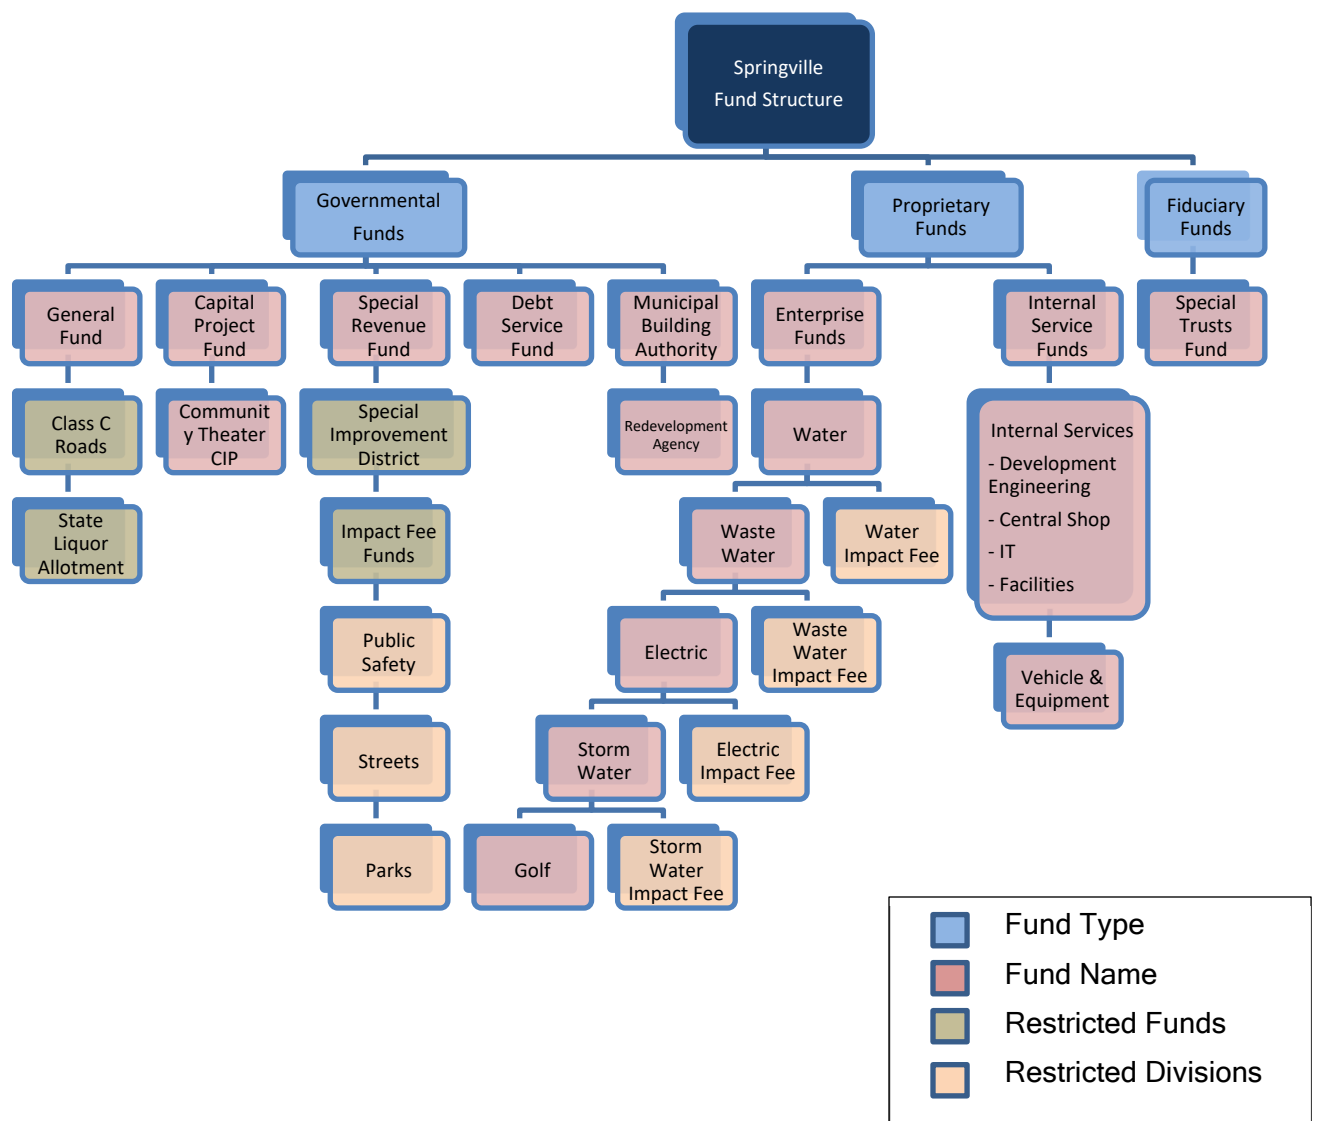 Springville
Fund Structure
Governmental
Funds
Proprietary
Funds
Fiduciary
Funds
General
Fund
Capital
Project
Fund
Special
Revenue
Fund
Debt
Service
Fund
Municipal
Building
Authority
Enterprise
Funds
Internal
Service
Funds
Special
Trusts
Fund
Class C
Roads
Communit
y Theater
CIP
Special
Improvement
District
Redevelopment
Agency
Water
Internal Services
- Development
Engineering
- Central Shop
- IT
- Facilities
State
Liquor
Allotment
Impact Fee
Funds
Waste
Water
Water
Impact Fee
Public
Safety
Electric
Waste
Water
Impact Fee
Vehicle &
Equipment
Streets
Storm
Water
Electric
Impact Fee
Parks
Golf
Storm
Water
Impact Fee
Fund Type
Fund Name
Restricted Funds
Restricted Divisions